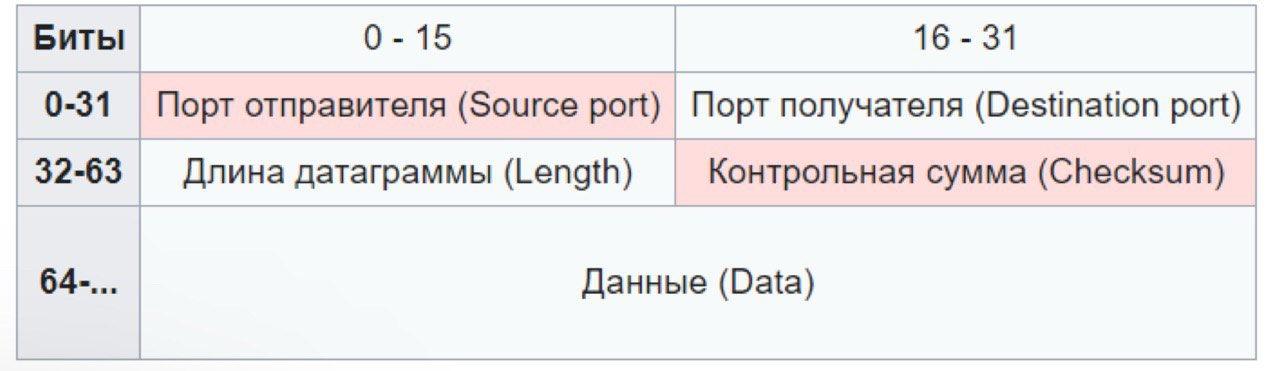 Биты 0 - 15 16 - 31
0-31 Порт отправителя (Source port) Порт получателя (Destination port)
32-63 Длина датаграммы (Length) Контрольная сумма (Checksum)
64-... Данные (Data)